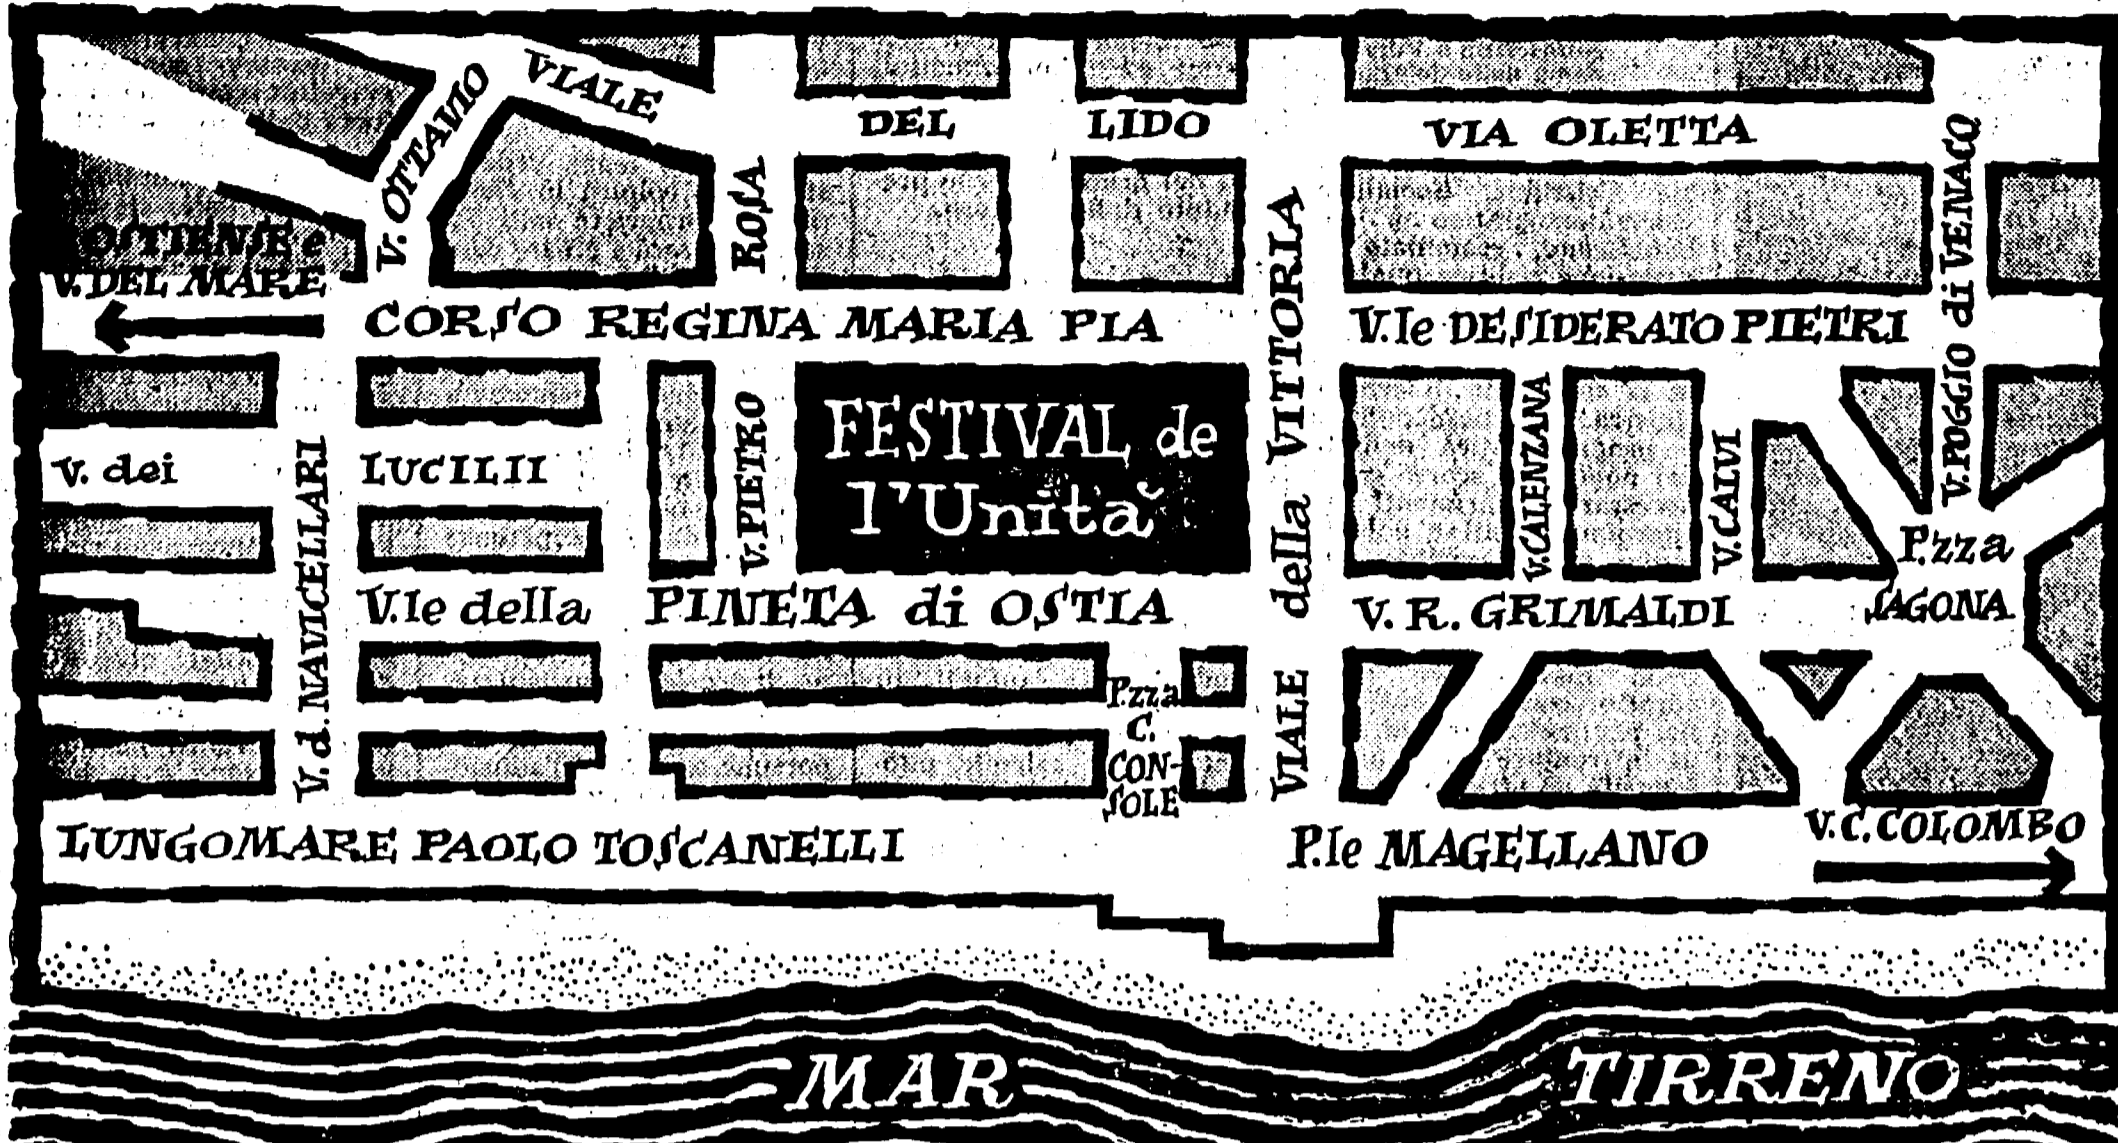 V. OTTAVIO
VIALE
DEL
LIDO
VIA OLETTA
V. POGGIO di VENACQ
OSTIENSE e
V. DEL MARE
V. PIETRO
ROSA
CORSO REGINA MARIA PIA
V.le DESIDERATO PIETRI
VIALE della VITTORIA
FESTIVAL de
l'Unità
V. CALENZANA
V. CALVI
V. dei
LUCILII
V. d. NAVICELLARI
P.zza
SAGONA
V.le della
PINETA di OSTIA
V. R. GRIMALDI
P.zza
C.
CON-
SOLE
LUNGOMARE PAOLO TOSCANELLI
P.le MAGELLANO
V. C. COLOMBO
MAR
TIRRENO